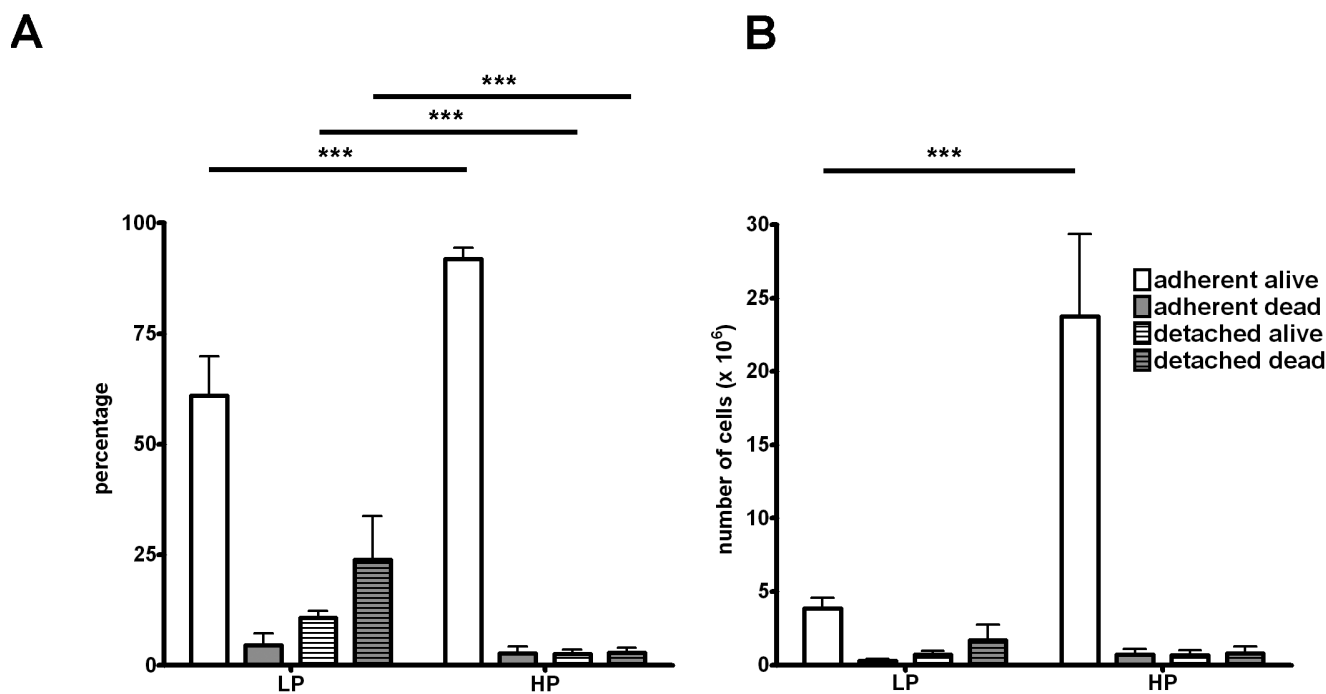 A
B
***
***
***
***
percentage
100
75
50
25
0
LP
HP
number of cells (x 10⁶)
30
25
20
15
10
5
0
LP
HP
adherent alive
adherent dead
detached alive
detached dead